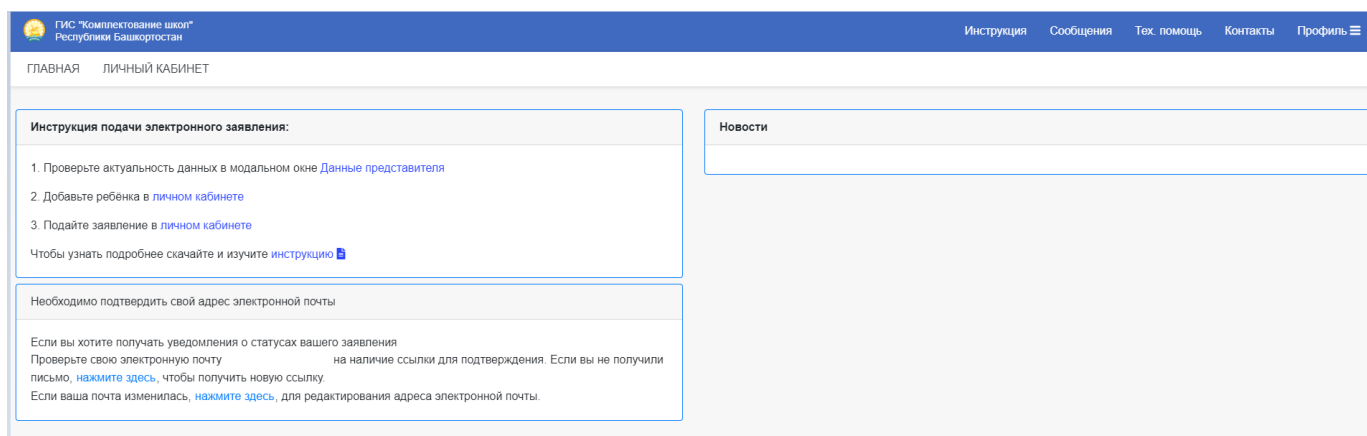 ГИС "Комплектование школ"
Республики Башкортостан
Инструкция Сообщения Тех. помощь Контакты Профиль
ГЛАВНАЯ ЛИЧНЫЙ КАБИНЕТ
Инструкция подачи электронного заявления:
1. Проверьте актуальность данных в модальном окне Данные представителя
2. Добавьте ребёнка в личном кабинете
3. Подайте заявление в личном кабинете
Чтобы узнать подробнее скачайте и изучите инструкцию
Необходимо подтвердить свой адрес электронной почты
Если вы хотите получать уведомления о статусах вашего заявления
Проверьте свою электронную почту на наличие ссылки для подтверждения. Если вы не получили
письмо, нажмите здесь, чтобы получить новую ссылку.
Если ваша почта изменилась, нажмите здесь, для редактирования адреса электронной почты.
Новости